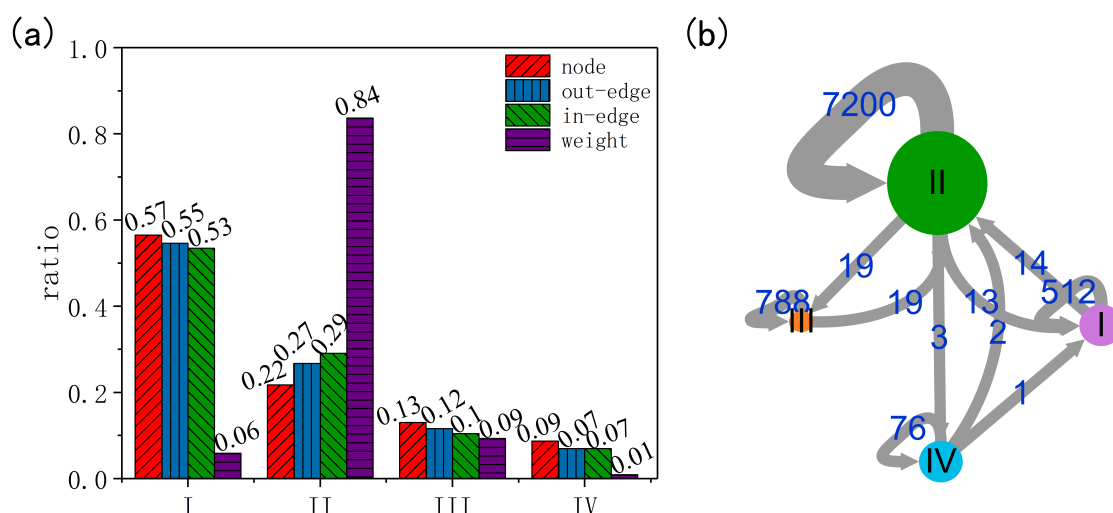 (a)
1.0
0.8
0.6
0.4
0.2
0.0
ratio
node
out-edge
in-edge
weight
0.57
0.55
0.53
0.06
0.22
0.27
0.29
0.84
0.13
0.12
0.1
0.09
0.09
0.07
0.07
0.01
I
II
III
IV
(b)
7200
II
19
14
788
III
19
13
512
I
3
2
1
76
IV